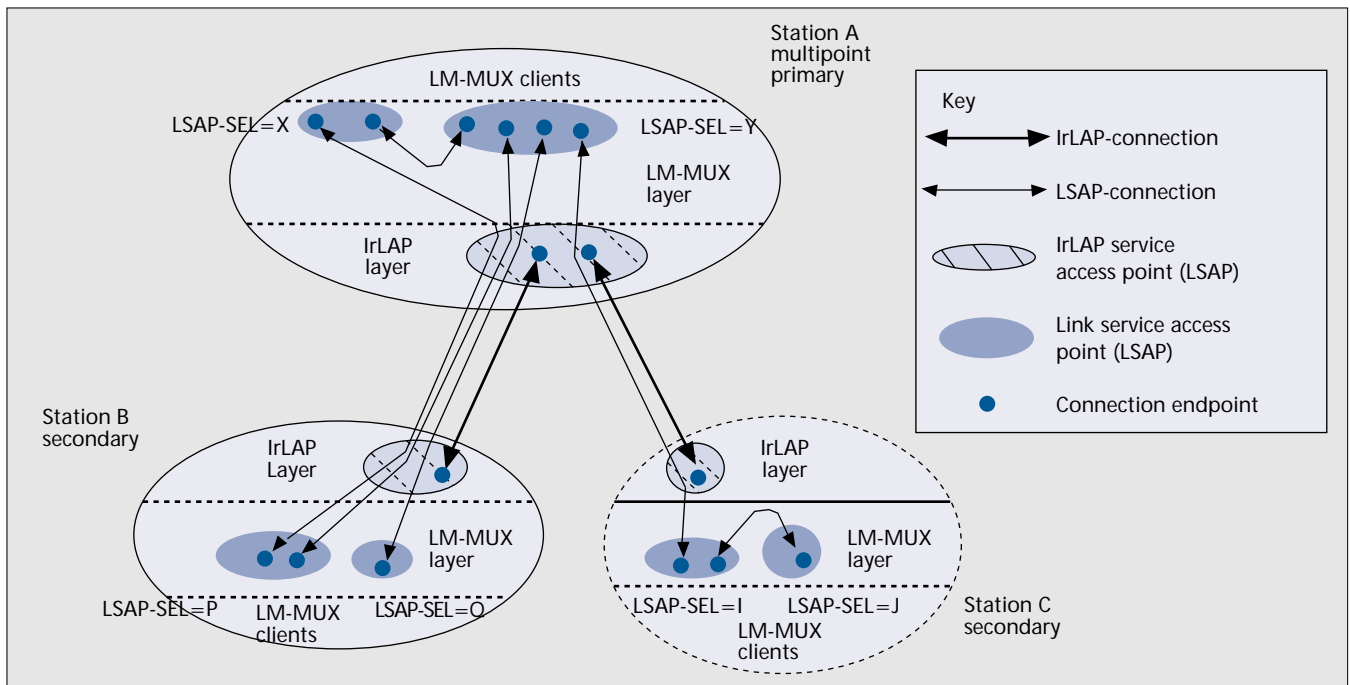 Station A
multipoint
primary
LM-MUX clients
LSAP-SEL=X
LSAP-SEL=Y
LM-MUX
layer
IrLAP
layer
Key
IrLAP-connection
LSAP-connection
IrLAP service
access point (LSAP)
Link service access
point (LSAP)
Connection endpoint
Station B
secondary
IrLAP
Layer
LM-MUX
layer
LSAP-SEL=P
LM-MUX
clients
LSAP-SEL=Q
IrLAP
layer
LM-MUX
layer
LSAP-SEL=I
LSAP-SEL=J
LM-MUX
clients
Station C
secondary